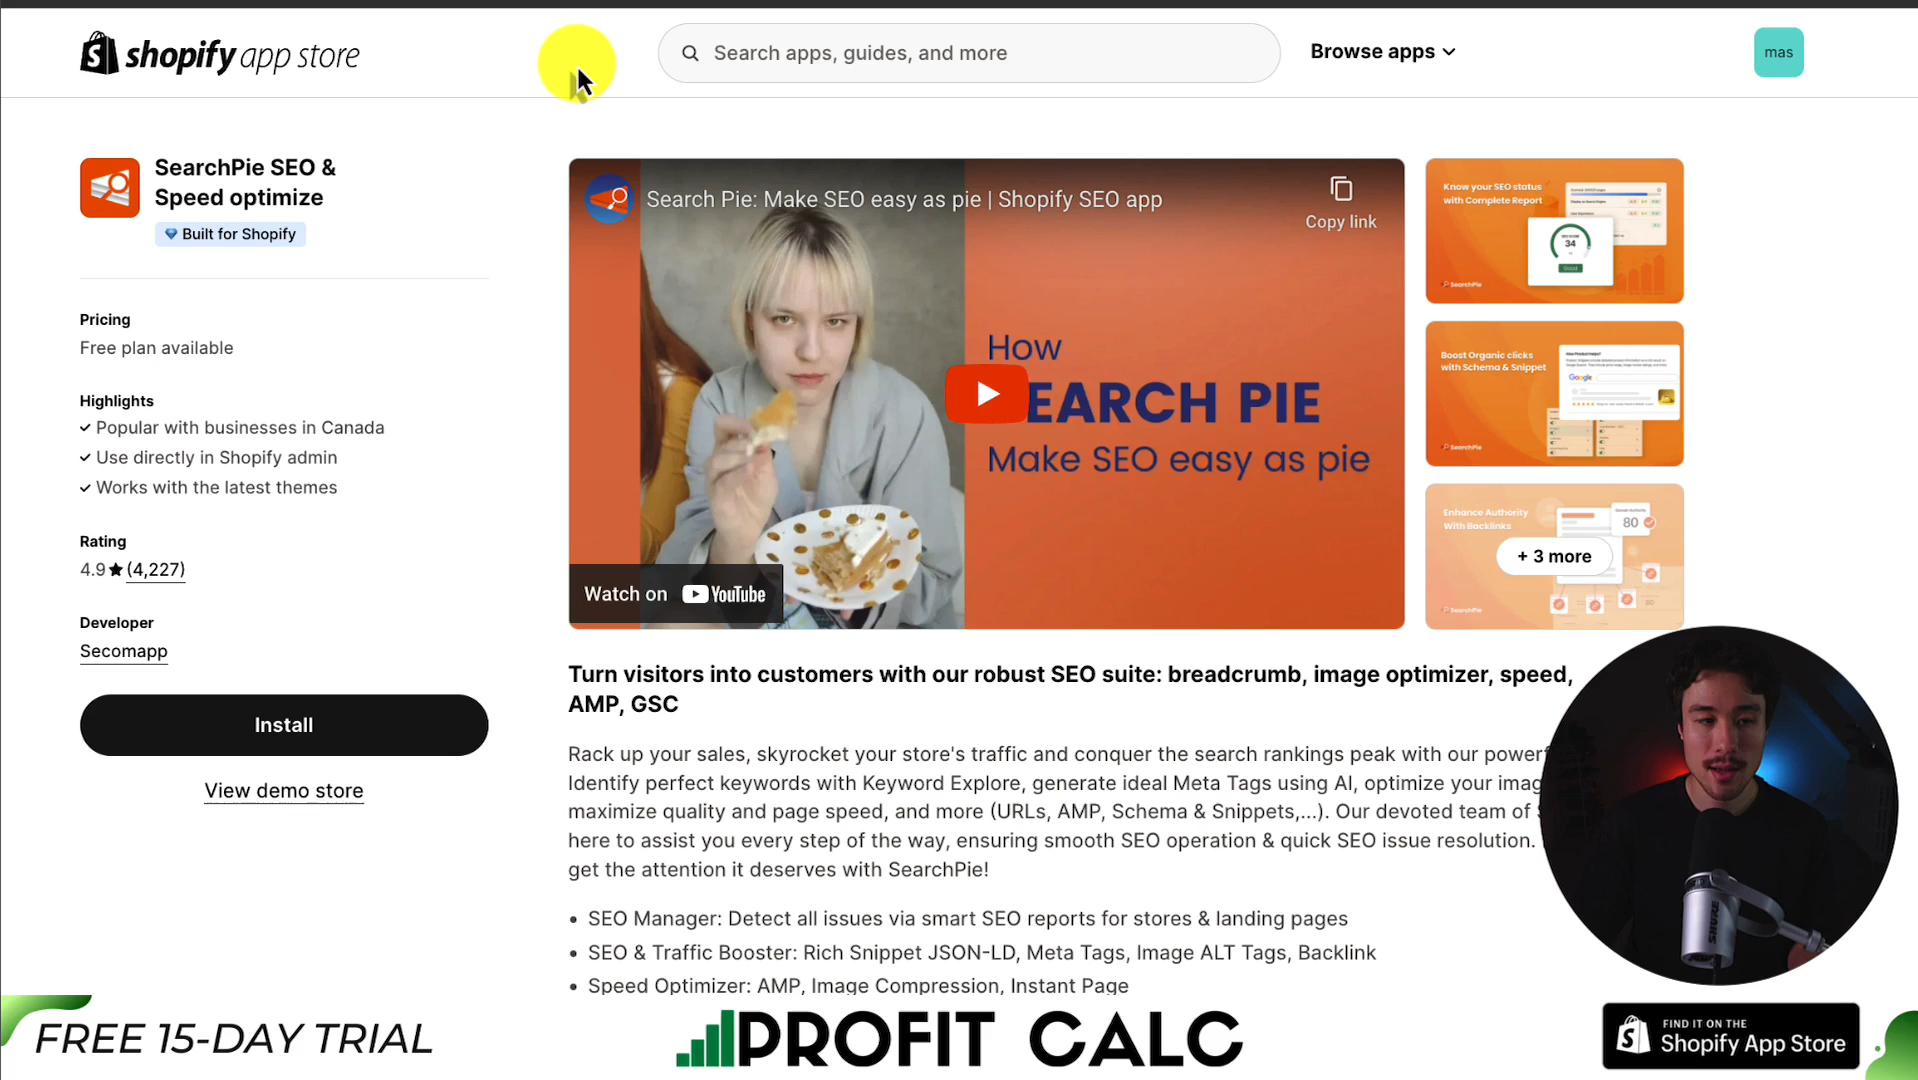 shopify app store
Search apps, guides, and more
Browse apps
mas
SearchPie SEO &
Speed optimize
Built for Shopify
Pricing
Free plan available
Highlights
Popular with businesses in Canada
Use directly in Shopify admin
Works with the latest themes
Rating
4.9★ (4,227)
Developer
Secomapp
Install
View demo store
Search Pie: Make SEO easy as pie | Shopify SEO app
Copy link
How
EARCH PIE
Make SEO easy as pie
Watch on YouTube
Know your SEO status
with Complete Report
34
Good
SearchPie
Boost Organic clicks
with Schema & Snippet
Google
SearchPie
Enhance Authority
With Backlinks
80
+ 3 more
SearchPie
Turn visitors into customers with our robust SEO suite: breadcrumb, image optimizer, speed,
AMP, GSC
Rack up your sales, skyrocket your store's traffic and conquer the search rankings peak with our powerf
Identify perfect keywords with Keyword Explore, generate ideal Meta Tags using AI, optimize your imag
maximize quality and page speed, and more (URLs, AMP, Schema & Snippets,...). Our devoted team of S
here to assist you every step of the way, ensuring smooth SEO operation & quick SEO issue resolution.
get the attention it deserves with SearchPie!
• SEO Manager: Detect all issues via smart SEO reports for stores & landing pages
• SEO & Traffic Booster: Rich Snippet JSON-LD, Meta Tags, Image ALT Tags, Backlink
• Speed Optimizer: AMP, Image Compression, Instant Page
SHURE
FREE 15-DAY TRIAL
PROFIT CALC
FIND IT ON THE
Shopify App Store